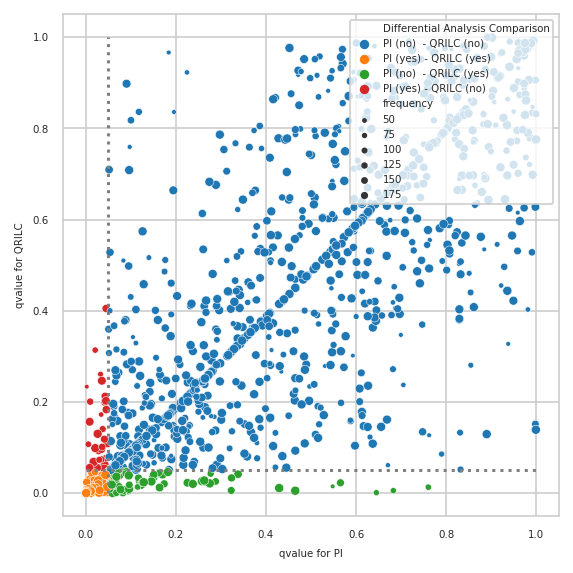 Differential Analysis Comparison
PI (no)  - QRILC (no)
PI (yes) - QRILC (yes)
PI (no)  - QRILC (yes)
PI (yes) - QRILC (no)
frequency
50
75
100
125
150
175
1.0
0.8
0.6
0.4
0.2
0.0
qvalue for QRILC
0.0 0.2 0.4 0.6 0.8 1.0
qvalue for PI